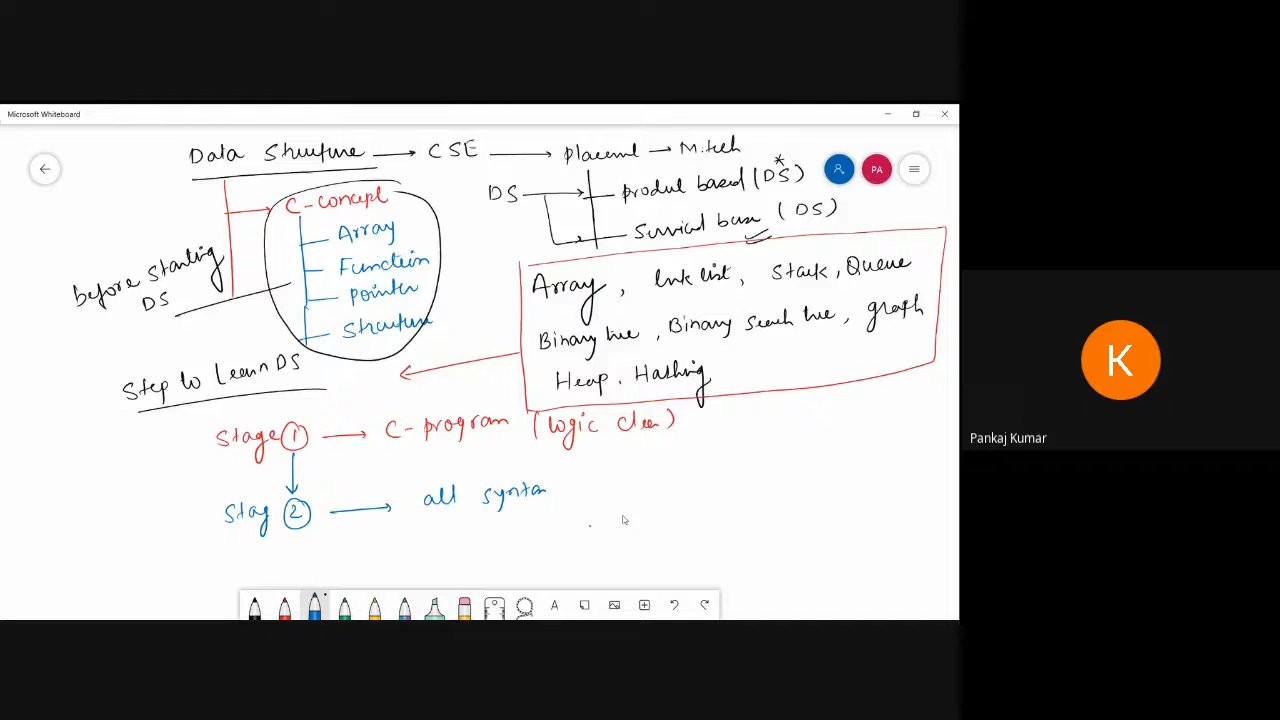 Microsoft Whiteboard
Data Structure → CSE → Placement → M.tech
DS → product based (DS*)
Service base (DS)
C-concept
Array
Function
pointer
Structure
before starting
DS
Array, link list, Stack, Queue
Binary tree, Binary Search tree, graph
Heap, Hashing
Step to Learn DS
Stage 1 → C-program (logic clear)
Stag 2 → all syntax
PA
K
Pankaj Kumar
A